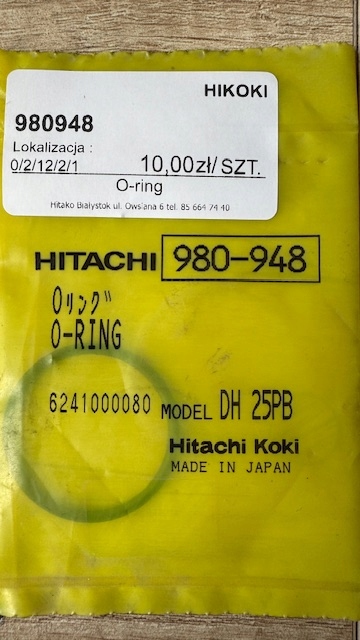 HIKOKI
980948
Lokalizacja :
0/2/12/2/1 10,00zł/ SZT.
O-ring
Hitako Białystok ul. Owsiana 6 tel. 85 664 74 40
HITACHI 980-948
Oリング
O-RING
6241000080 MODEL DH 25PB
Hitachi Koki
MADE IN JAPAN